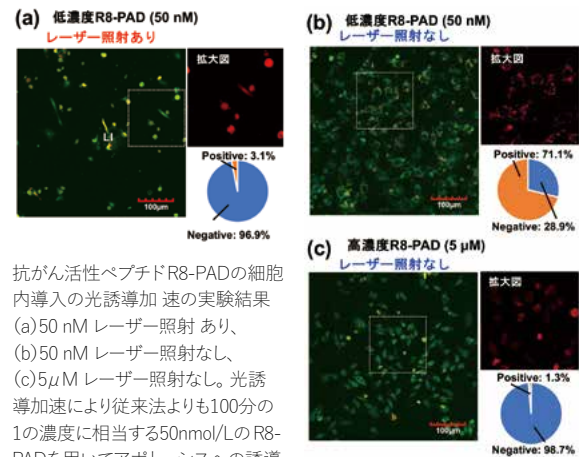 (a) 低濃度R8-PAD (50 nM)
レーザー照射あり
拡大図
LI
100μm
Positive: 3.1%
Negative: 96.9%
(b) 低濃度R8-PAD (50 nM)
レーザー照射なし
拡大図
100μm
Positive: 71.1%
Negative: 28.9%
(c) 高濃度R8-PAD (5 μM)
レーザー照射なし
拡大図
100μm
Positive: 1.3%
Negative: 98.7%
抗がん活性ペプチドR8-PADの細胞
内導入の光誘導加 速の実験結果
(a)50 nM レーザー照射 あり、
(b)50 nM レーザー照射なし、
(c)5μM レーザー照射なし。光誘
導加速により従来法よりも100分の
1の濃度に相当する50nmol/LのR8-